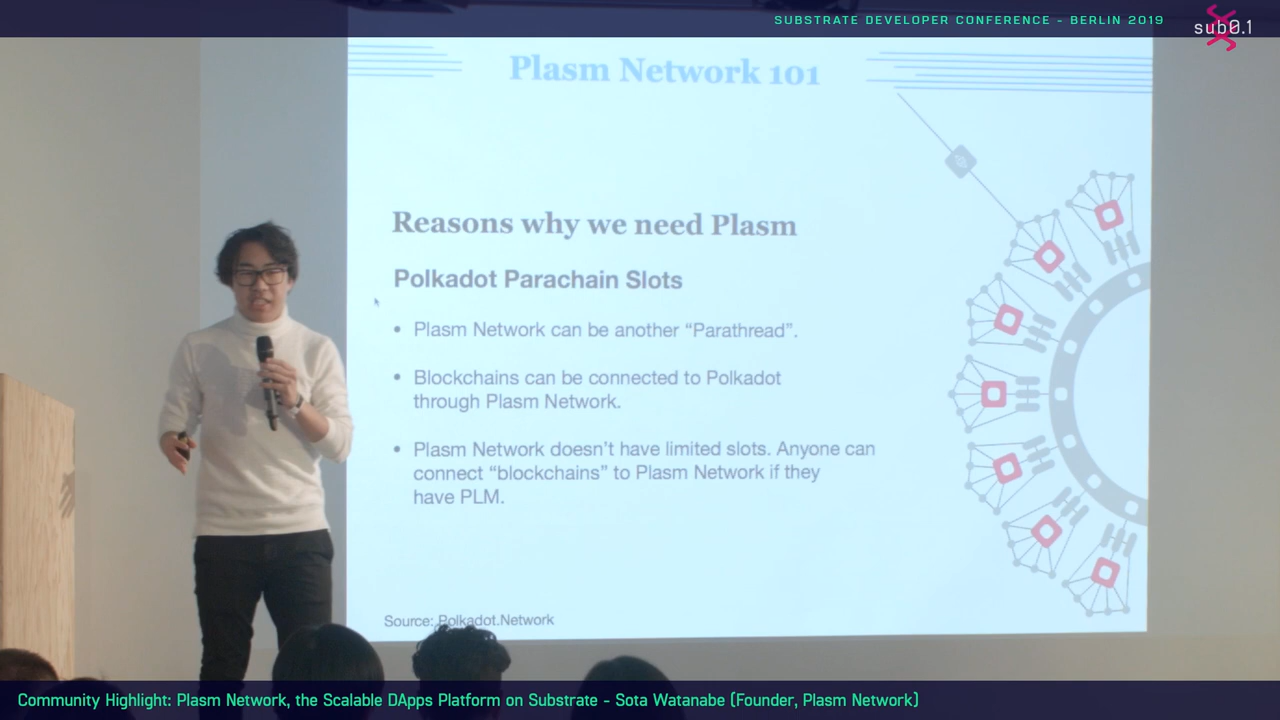 SUBSTRATE DEVELOPER CONFERENCE - BERLIN 2019
sub0.1
Plasm Network 101
Reasons why we need Plasm
Polkadot Parachain Slots
• Plasm Network can be another “Parathread”.
• Blockchains can be connected to Polkadot
through Plasm Network.
• Plasm Network doesn’t have limited slots. Anyone can
connect “blockchains” to Plasm Network if they
have PLM.
Source: Polkadot.Network
Community Highlight: Plasm Network, the Scalable DApps Platform on Substrate - Sota Watanabe (Founder, Plasm Network)